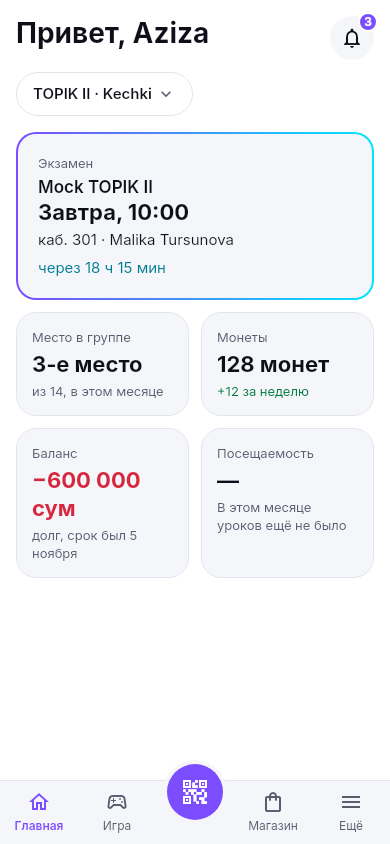 Привет, Aziza
3
TOPIK II · Kechki
Экзамен
Mock TOPIK II
Завтра, 10:00
каб. 301 · Malika Tursunova
через 18 ч 15 мин
Место в группе
3-е место
из 14, в этом месяце
Монеты
128 монет
+12 за неделю
Баланс
−600 000
сум
долг, срок был 5
ноября
Посещаемость
—
В этом месяце
уроков ещё не было
Главная
Игра
Магазин
Ещё